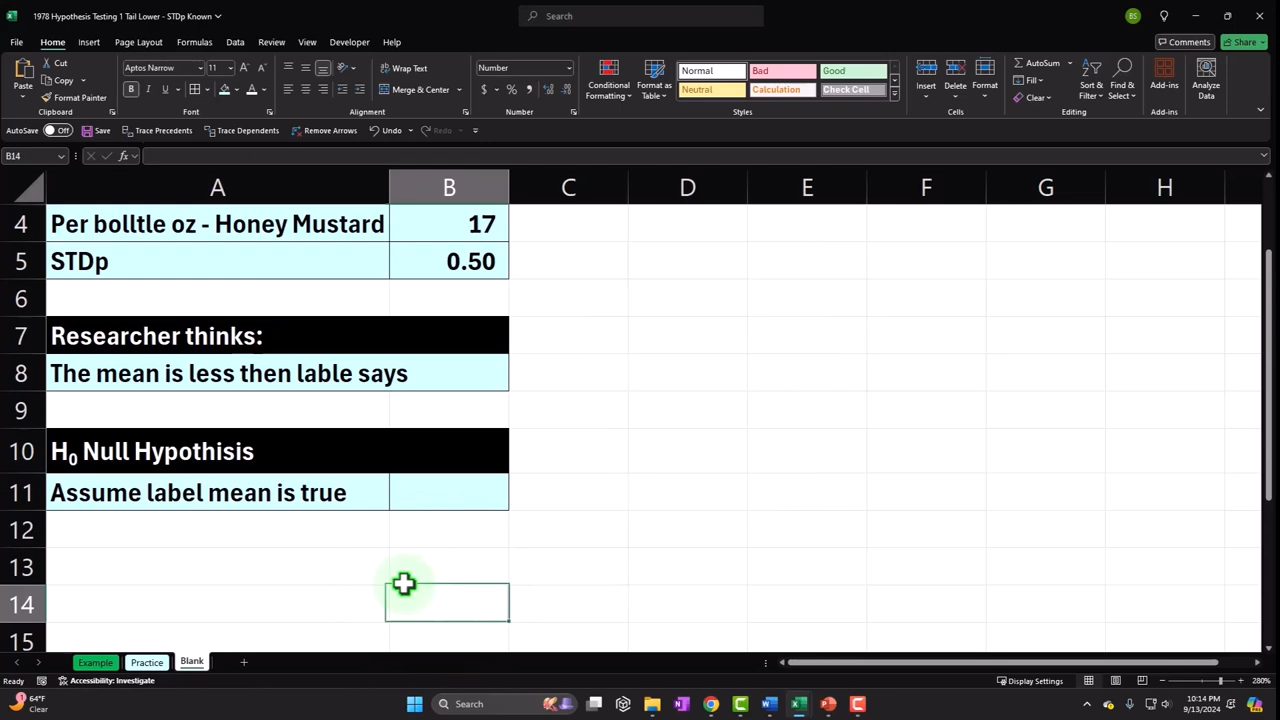 1978 Hypothesis Testing 1 Tail Lower - STDp Known
Search
BS
File Home Insert Page Layout Formulas Data Review View Developer Help
Comments Share
Paste
Cut
Copy
Format Painter
Clipboard
Aptos Narrow 11
B I U
Font
Wrap Text
Merge & Center
Alignment
Number
$ % 9
Number
Conditional Formatting
Format as Table
Normal Bad Good
Neutral Calculation Check Cell
Styles
Insert Delete Format
Cells
AutoSum
Fill
Clear
Sort & Filter
Find & Select
Editing
Add-ins
Add-ins
Analyze Data
AutoSave Off Save Trace Precedents Trace Dependents Remove Arrows Undo Redo
B14 fx
A B C D E F G H
4 Per bolltle oz - Honey Mustard 17
5 STDp 0.50
6
7 Researcher thinks:
8 The mean is less then lable says
9
10 H₀ Null Hypothisis
11 Assume label mean is true
12
13
14
15
Example Practice Blank
Ready Accessibility: Investigate Display Settings 280%
1
64°F
Clear
Search
10:14 PM
9/13/2024